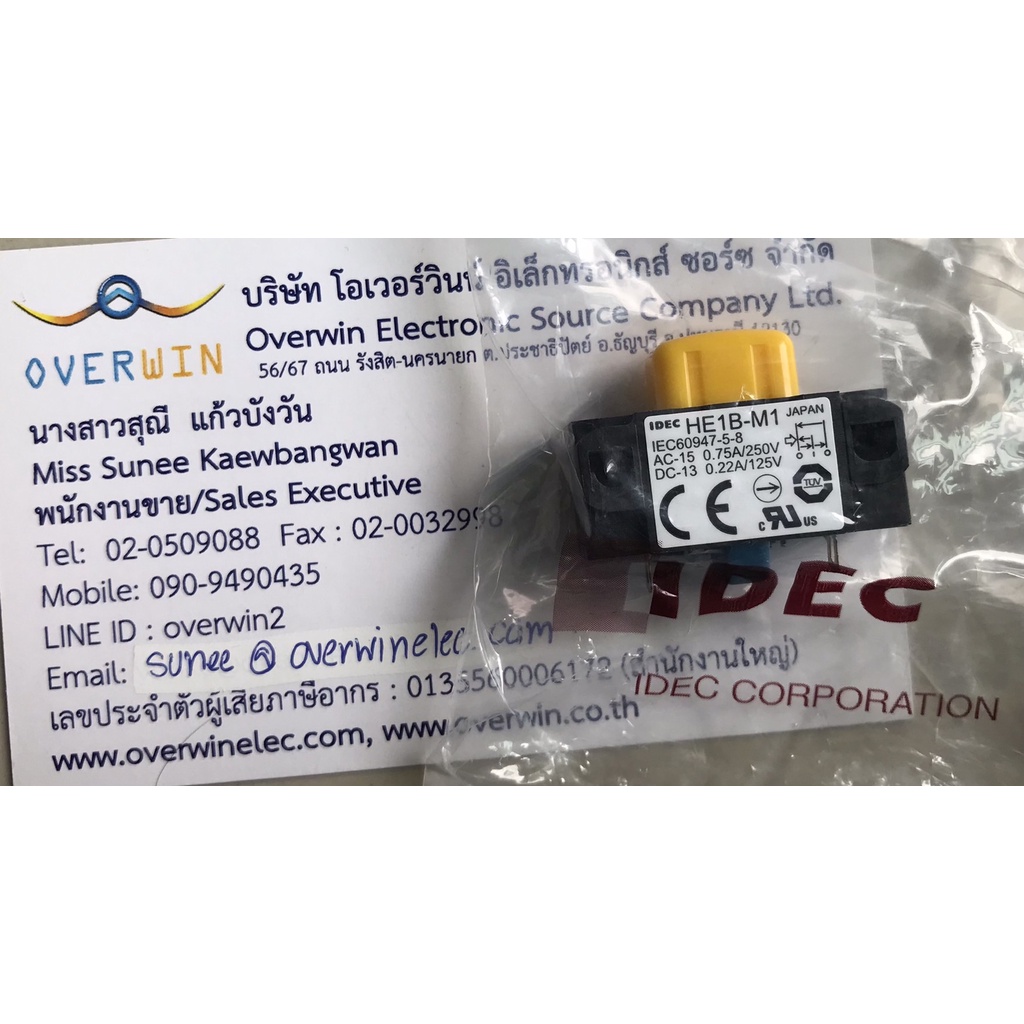 OVERWIN
บริษัท โอเวอร์วินน์ อิเล็กทรอนิกส์ ซอร์ซ จำกัด
Overwin Electronic Source Company Ltd.
56/67 ถนน รังสิต-นครนายก ต.ประชาธิปัตย์ อ.ธัญบุรี
นางสาวสุณี แก้วบังวัน
Miss Sunee Kaewbangwan
พนักงานขาย/Sales Executive
Tel: 02-0509088 Fax : 02-0032998
Mobile: 090-9490435
LINE ID : overwin2
Email: sunee @ overwinelec.com
เลขประจำตัวผู้เสียภาษีอากร : (สำนักงานใหญ่)
www.overwinelec.com, www.overwin.co.th
IDEC HE1B-M1 JAPAN
IEC60947-5-8
AC-15 0.75A/250V
DC-13 0.22A/125V
CE
TÜV
c RU US
IDEC
IDEC CORPORATION